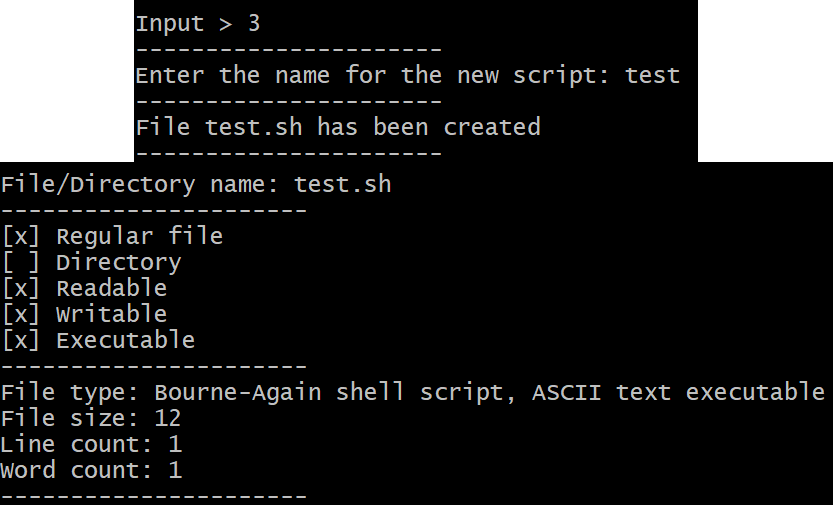 Input > 3
----------------------
Enter the name for the new script: test
----------------------
File test.sh has been created
----------------------
File/Directory name: test.sh
----------------------
[x] Regular file
[ ] Directory
[x] Readable
[x] Writable
[x] Executable
----------------------
File type: Bourne-Again shell script, ASCII text executable
File size: 12
Line count: 1
Word count: 1
----------------------